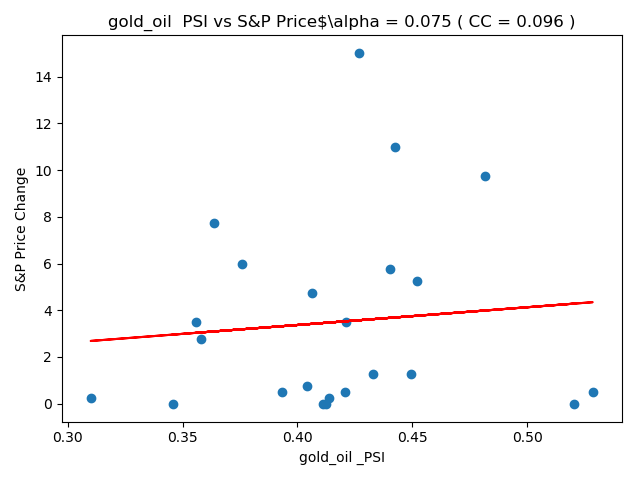 gold_oil  PSI vs S&P Price$\alpha = 0.075 ( CC = 0.096 )
S&P Price Change
14
12
10
8
6
4
2
0
0.30 0.35 0.40 0.45 0.50
gold_oil _PSI